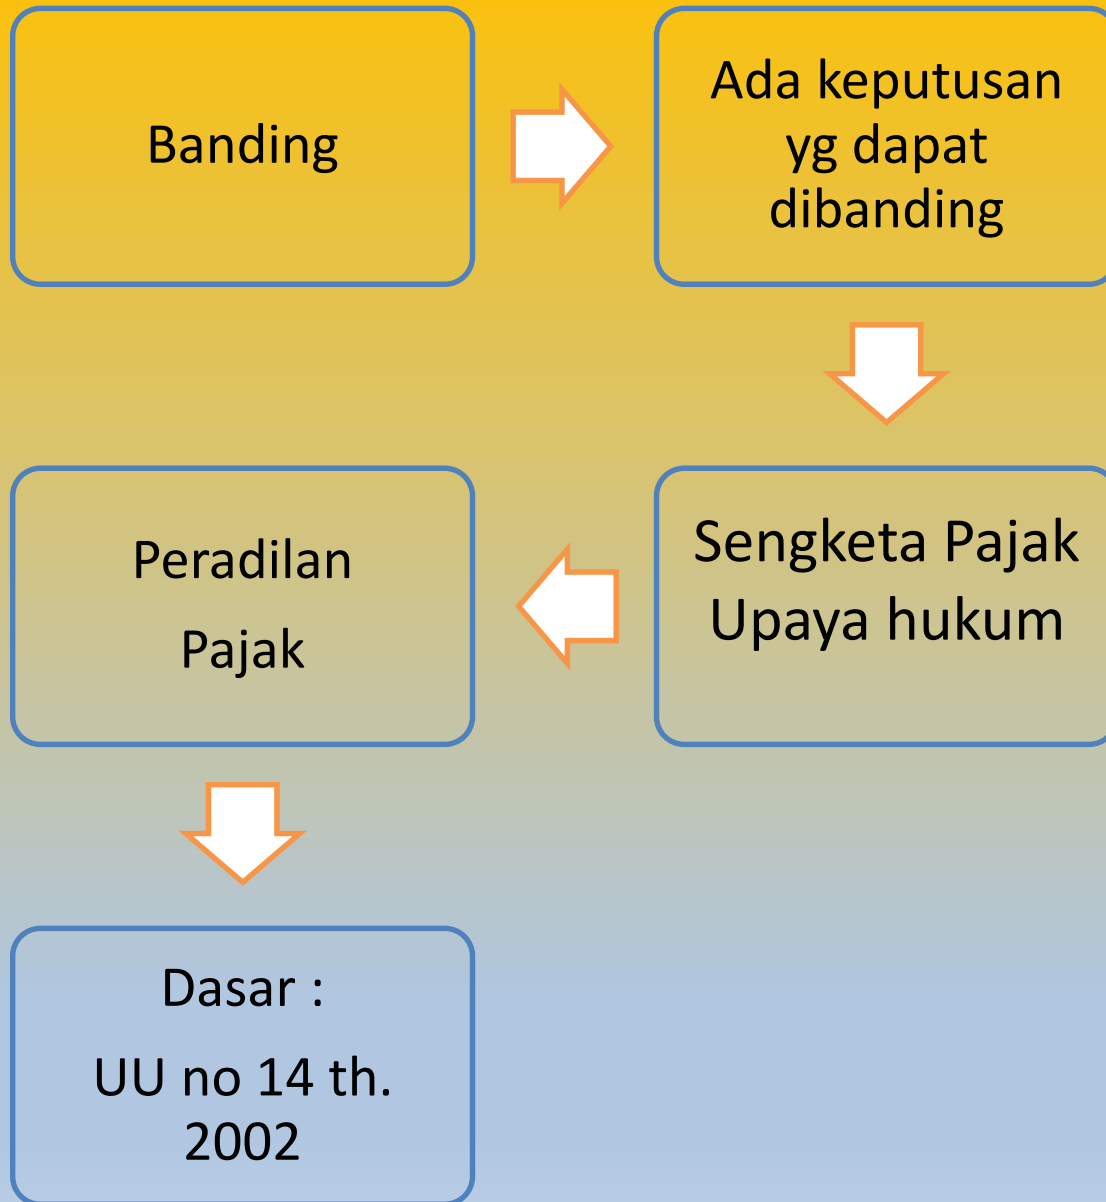 Banding
Ada keputusan
yg dapat
dibanding
Sengketa Pajak
Upaya hukum
Peradilan
Pajak
Dasar :
UU no 14 th.
2002